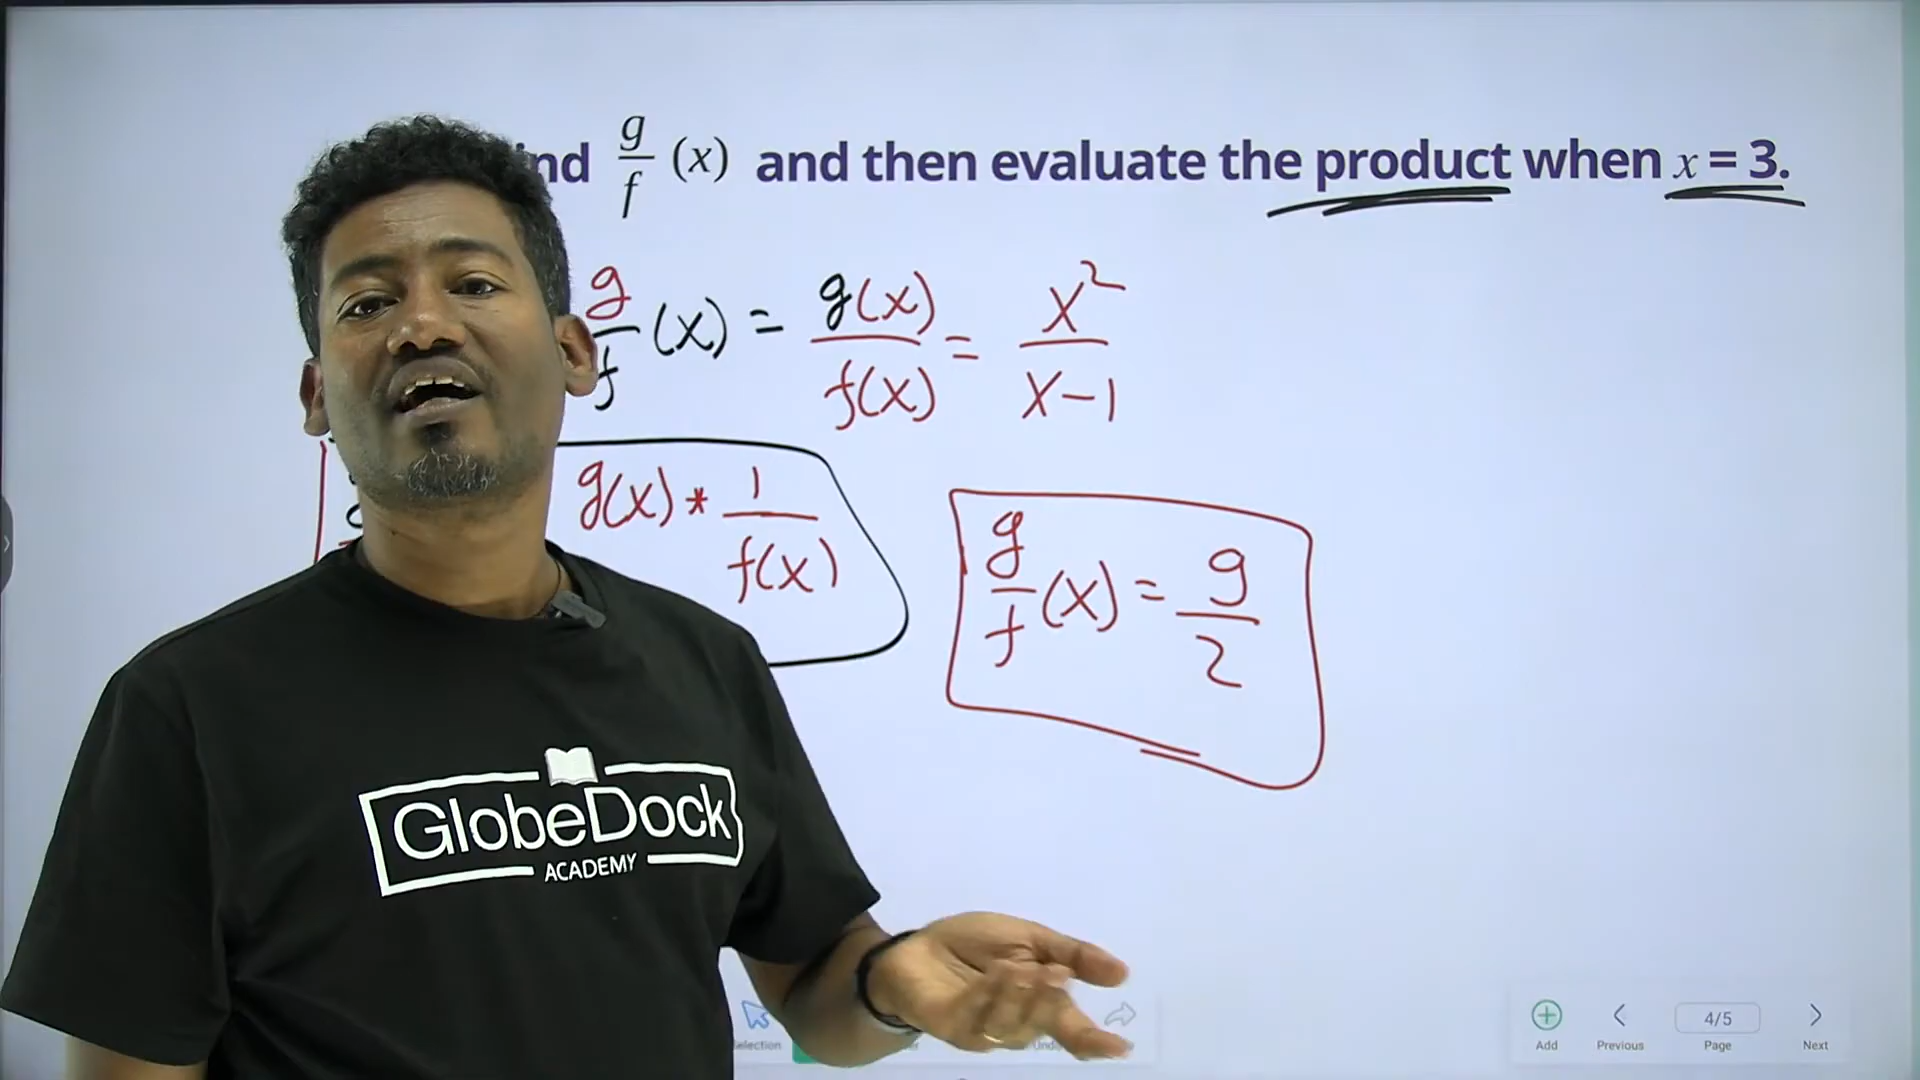 ind g/f (x) and then evaluate the product when x = 3.
g/f (x) = g(x)/f(x) = x²/x-1
g(x) * 1/f(x)
g/f (x) = 9/2
GlobeDock
ACADEMY
Selection
Add
Previous
4/5
Page
Next